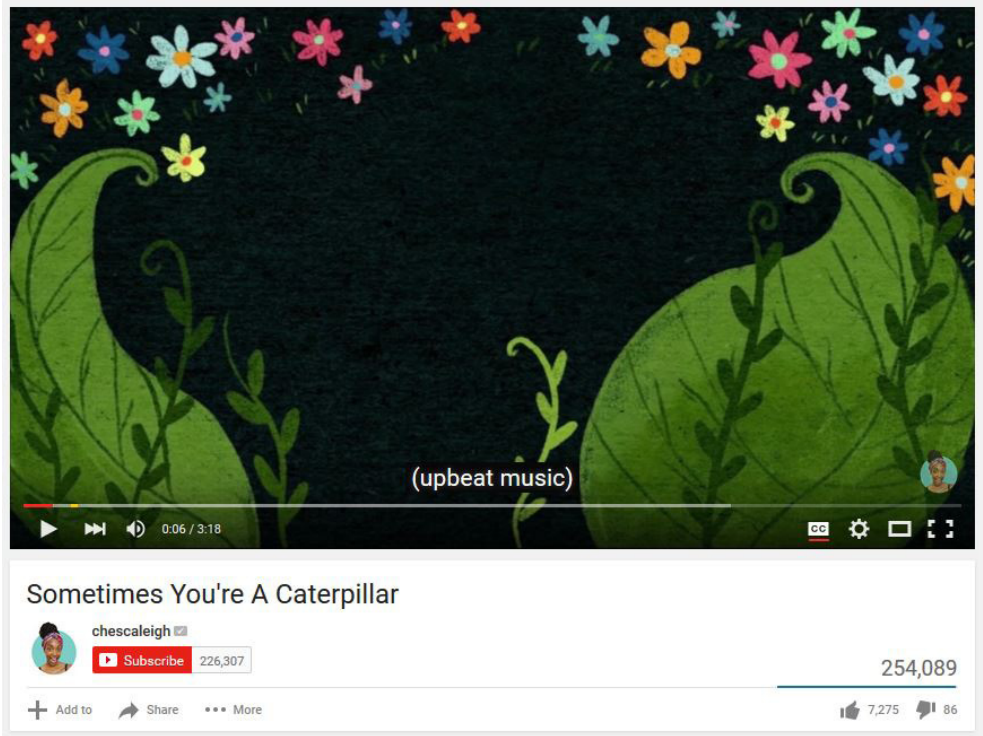 (upbeat music)
0:06 / 3:18
CC
Sometimes You're A Caterpillar
chescaleigh
Subscribe 226,307
254,089
Add to Share More
7,275 86